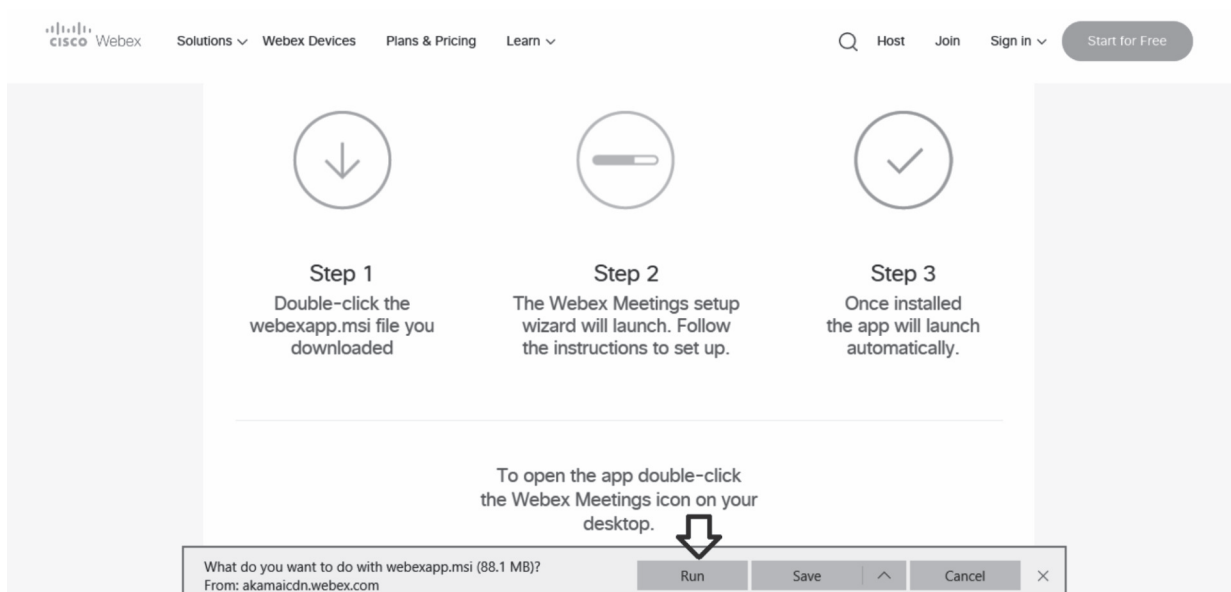 CISCO Webex Solutions Webex Devices Plans & Pricing Learn Host Join Sign in Start for Free
Step 1
Double-click the
webexapp.msi file you
downloaded
Step 2
The Webex Meetings setup
wizard will launch. Follow
the instructions to set up.
Step 3
Once installed
the app will launch
automatically.
To open the app double-click
the Webex Meetings icon on your
desktop.
What do you want to do with webexapp.msi (88.1 MB)?
From: akamaicdn.webex.com
Run Save Cancel